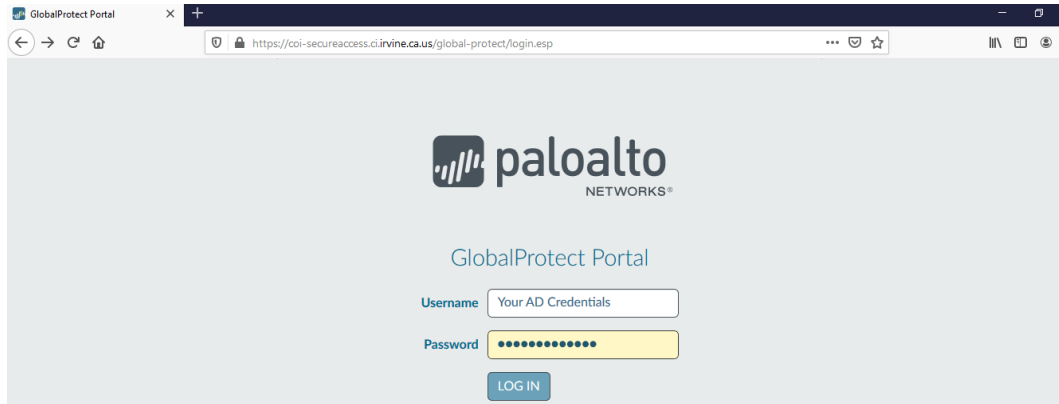 GlobalProtect Portal
https://coi-secureaccess.ci.irvine.ca.us/global-protect/login.esp
paloalto
NETWORKS®
GlobalProtect Portal
Username Your AD Credentials
Password •••••••••••••
LOG IN